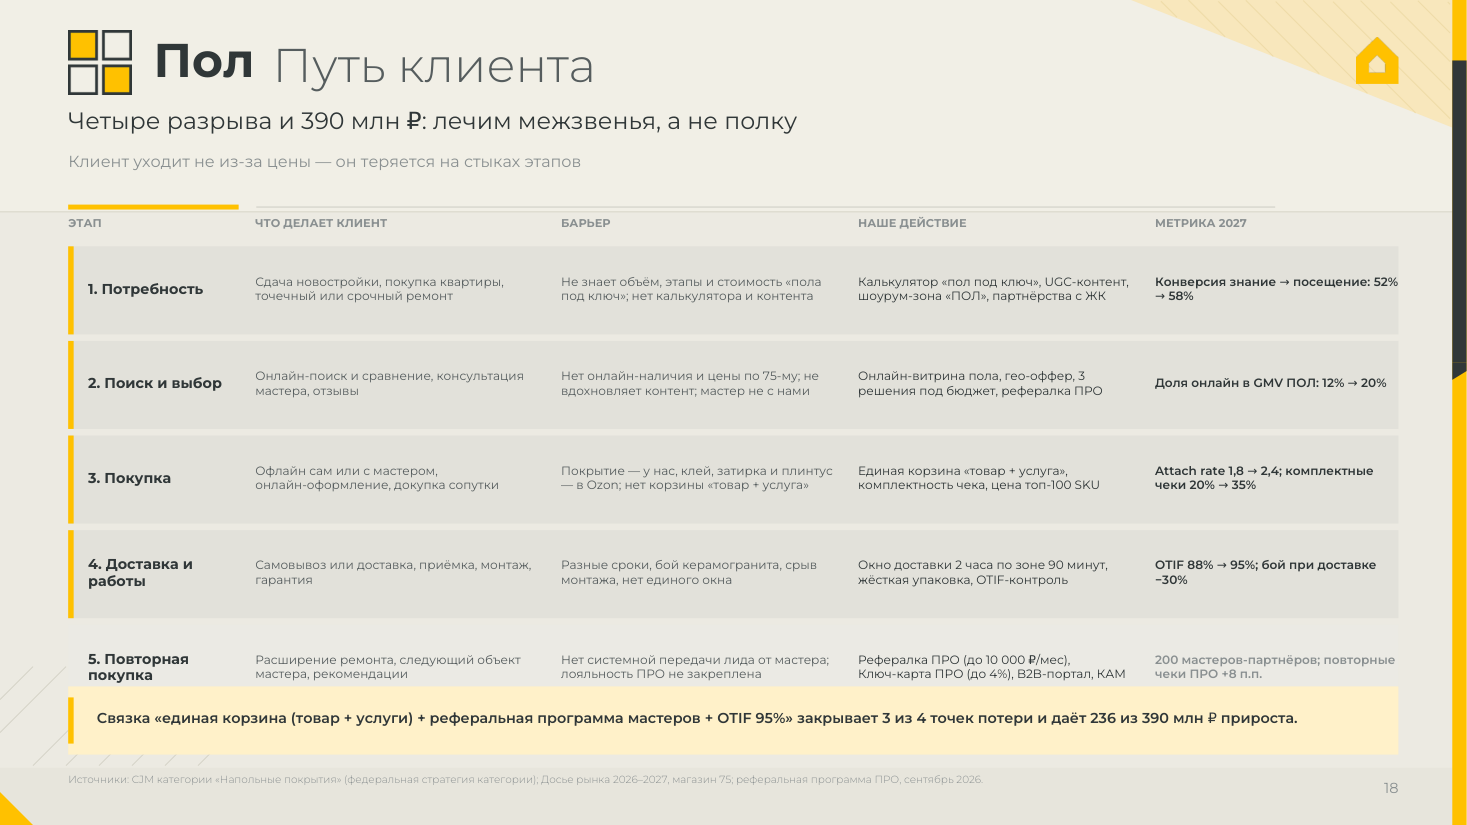 Пол Путь клиента
Четыре разрыва и 390 млн ₽: лечим межзвенья, а не полку
Клиент уходит не из-за цены — он теряется на стыках этапов
ЭТАП
ЧТО ДЕЛАЕТ КЛИЕНТ
БАРЬЕР
НАШЕ ДЕЙСТВИЕ
МЕТРИКА 2027
1. Потребность
Сдача новостройки, покупка квартиры,
точечный или срочный ремонт
Не знает объём, этапы и стоимость «пола
под ключ»; нет калькулятора и контента
Калькулятор «пол под ключ», UGC-контент,
шоурум-зона «ПОЛ», партнёрства с ЖК
Конверсия знание → посещение: 52%
→ 58%
2. Поиск и выбор
Онлайн-поиск и сравнение, консультация
мастера, отзывы
Нет онлайн-наличия и цены по 75-му; не
вдохновляет контент; мастер не с нами
Онлайн-витрина пола, гео-оффер, 3
решения под бюджет, рефералка ПРО
Доля онлайн в GMV ПОЛ: 12% → 20%
3. Покупка
Офлайн сам или с мастером,
онлайн-оформление, докупка сопутки
Покрытие — у нас, клей, затирка и плинтус
— в Ozon; нет корзины «товар + услуга»
Единая корзина «товар + услуга»,
комплектность чека, цена топ-100 SKU
Attach rate 1,8 → 2,4; комплектные
чеки 20% → 35%
4. Доставка и
работы
Самовывоз или доставка, приёмка, монтаж,
гарантия
Разные сроки, бой керамогранита, срыв
монтажа, нет единого окна
Окно доставки 2 часа по зоне 90 минут,
жёсткая упаковка, OTIF-контроль
OTIF 88% → 95%; бой при доставке
−30%
5. Повторная
покупка
Расширение ремонта, следующий объект
мастера, рекомендации
Нет системной передачи лида от мастера;
лояльность ПРО не закреплена
Рефералка ПРО (до 10 000 ₽/мес),
Ключ-карта ПРО (до 4%), B2B-портал, КАМ
200 мастеров-партнёров; повторные
чеки ПРО +8 п.п.
Связка «единая корзина (товар + услуги) + реферальная программа мастеров + OTIF 95%» закрывает 3 из 4 точек потери и даёт 236 из 390 млн ₽ прироста.
Источники: CJM категории «Напольные покрытия» (федеральная стратегия категории); Досье рынка 2026–2027, магазин 75; реферальная программа ПРО, сентябрь 2026.
18